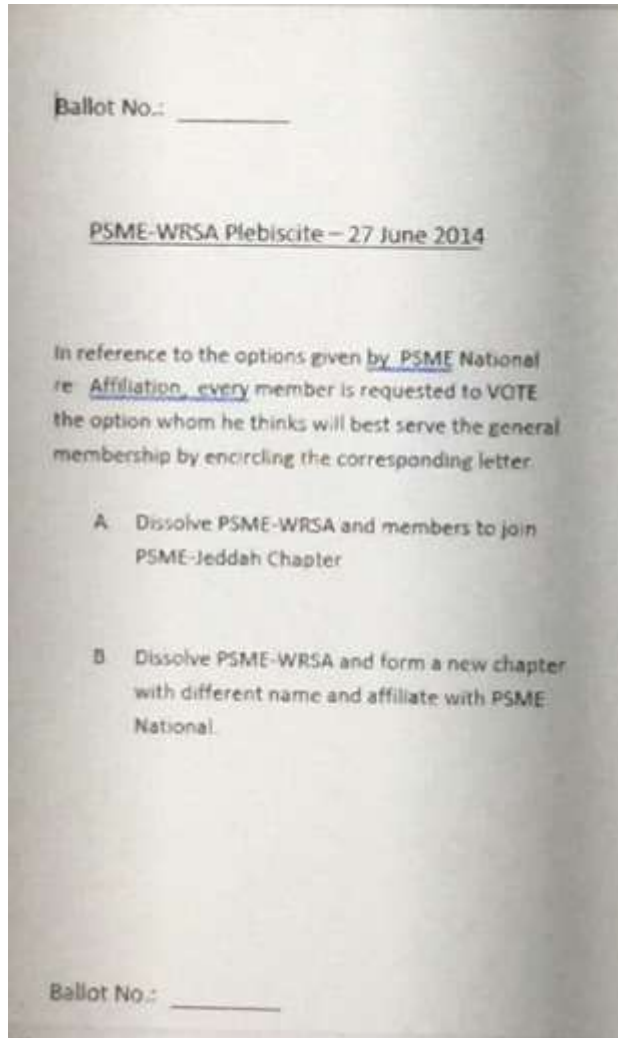 Ballot No.: ________
PSME-WRSA Plebiscite – 27 June 2014
In reference to the options given by PSME National
re Affiliation, every member is requested to VOTE
the option whom he thinks will best serve the general
membership by encircling the corresponding letter.
A Dissolve PSME-WRSA and members to join
PSME-Jeddah Chapter
B Dissolve PSME-WRSA and form a new chapter
with different name and affiliate with PSME
National.
Ballot No.: ________